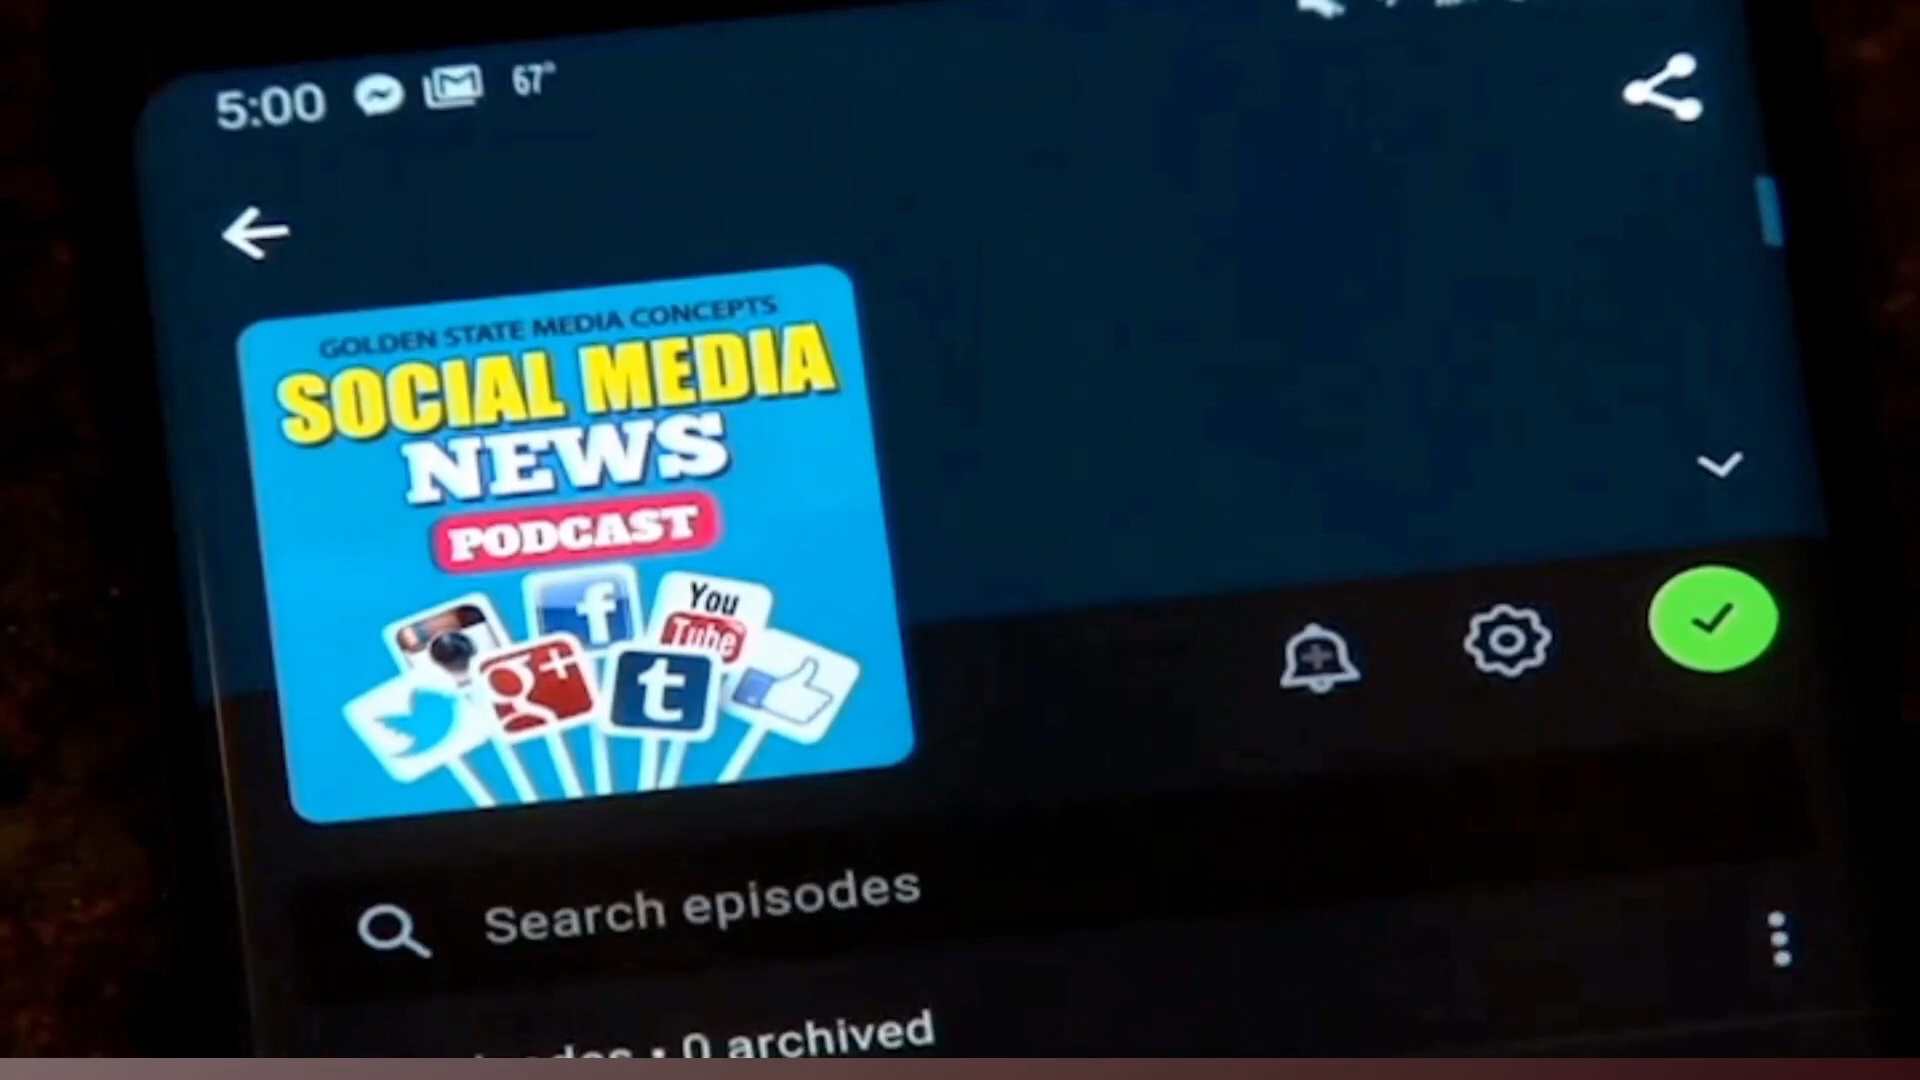 5:00 67°
GOLDEN STATE MEDIA CONCEPTS
SOCIAL MEDIA
NEWS
PODCAST
f
You
Tube
g+
t
Search episodes
0 archived